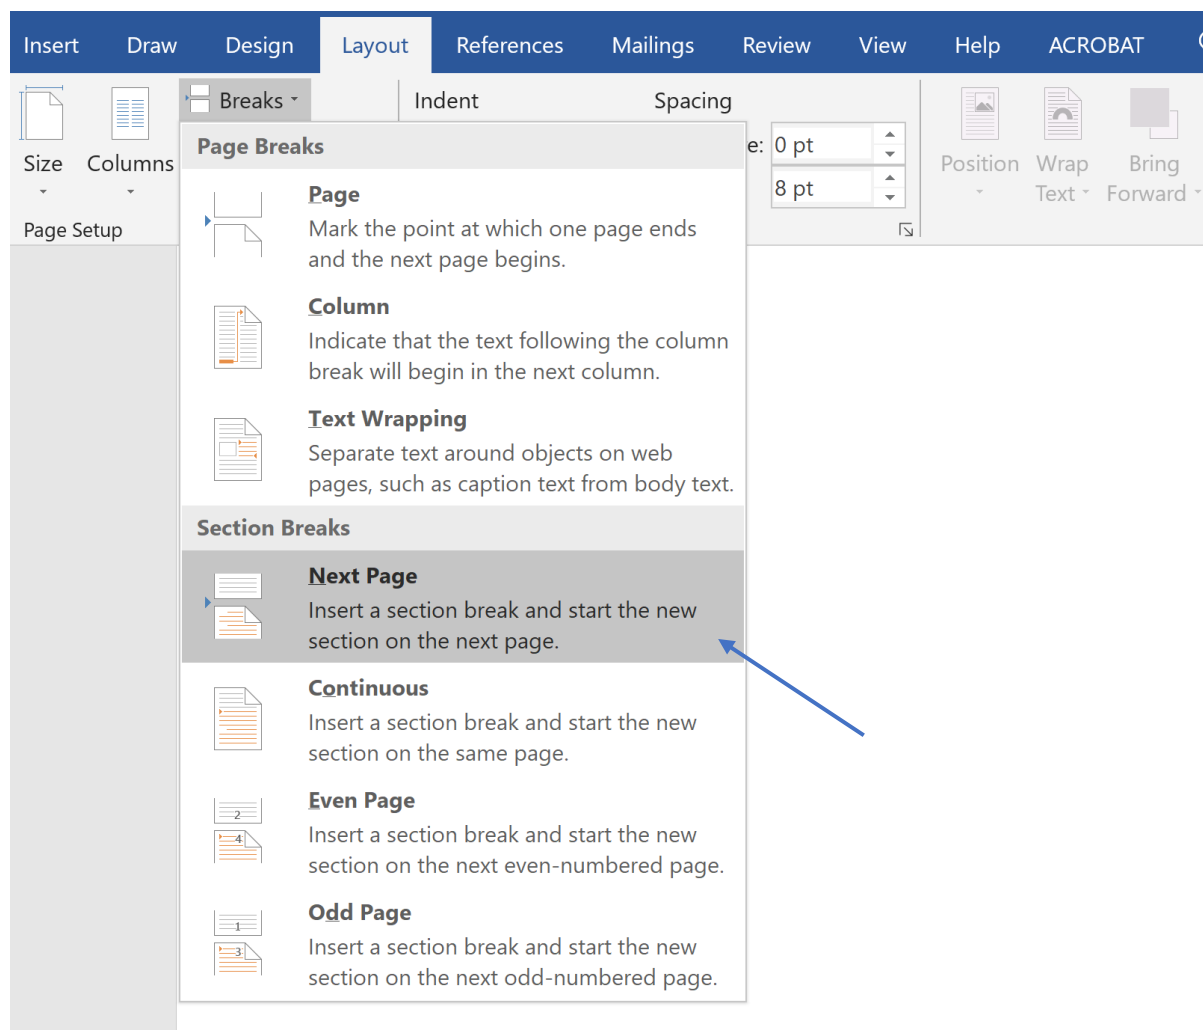 Insert Draw Design Layout References Mailings Review View Help ACROBAT
Breaks Indent Spacing
Size Columns
Page Setup
e: 0 pt
8 pt
Position Wrap Text Bring Forward
Page Breaks
Page
Mark the point at which one page ends
and the next page begins.
Column
Indicate that the text following the column
break will begin in the next column.
Text Wrapping
Separate text around objects on web
pages, such as caption text from body text.
Section Breaks
Next Page
Insert a section break and start the new
section on the next page.
Continuous
Insert a section break and start the new
section on the same page.
2
4
Even Page
Insert a section break and start the new
section on the next even-numbered page.
1
3
Odd Page
Insert a section break and start the new
section on the next odd-numbered page.